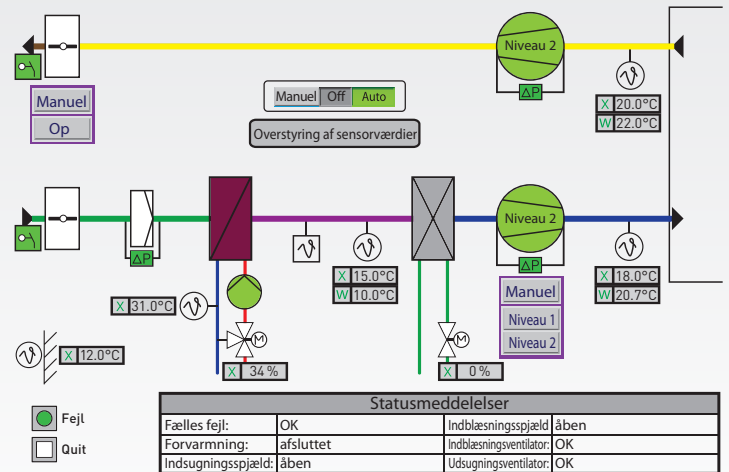 Niveau 2
ΔP
X 20.0°C
W 22.0°C
Manuel
Op
Manuel Off Auto
Overstyring af sensorværdier
Niveau 2
ΔP
ΔP
X 15.0°C
W 10.0°C
X 18.0°C
W 20.7°C
Manuel
Niveau 1
Niveau 2
X 31.0°C
M
M
X 12.0°C
X 34 %
X 0 %
Fejl
Quit
Statusmeddelelser
Fælles fejl: OK Indblæsningsspjæld åben
Forvarmning: afsluttet Indblæsningsventilator: OK
Indsugningsspjæld: åben Udsugningsventilator: OK